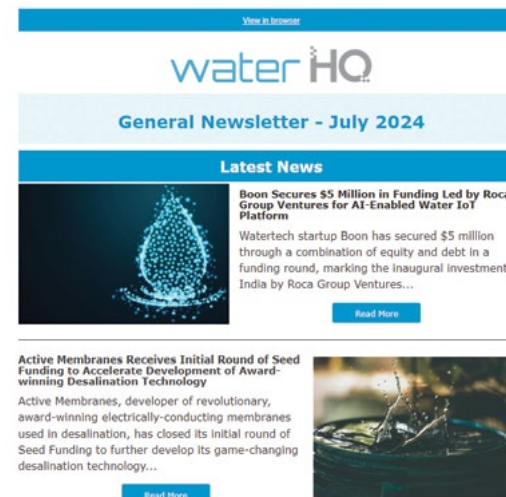 View in browser
water HQ
General Newsletter - July 2024
Latest News
Boon Secures $5 Million in Funding Led by Roca
Group Ventures for AI-Enabled Water IoT
Platform
Watertech startup Boon has secured $5 million
through a combination of equity and debt in a
funding round, marking the inaugural investment
India by Roca Group Ventures...
Read More
Active Membranes Receives Initial Round of Seed
Funding to Accelerate Development of Award-
winning Desalination Technology
Active Membranes, developer of revolutionary,
award-winning electrically-conducting membranes
used in desalination, has closed its initial round of
Seed Funding to further develop its game-changing
desalination technology...
Read More